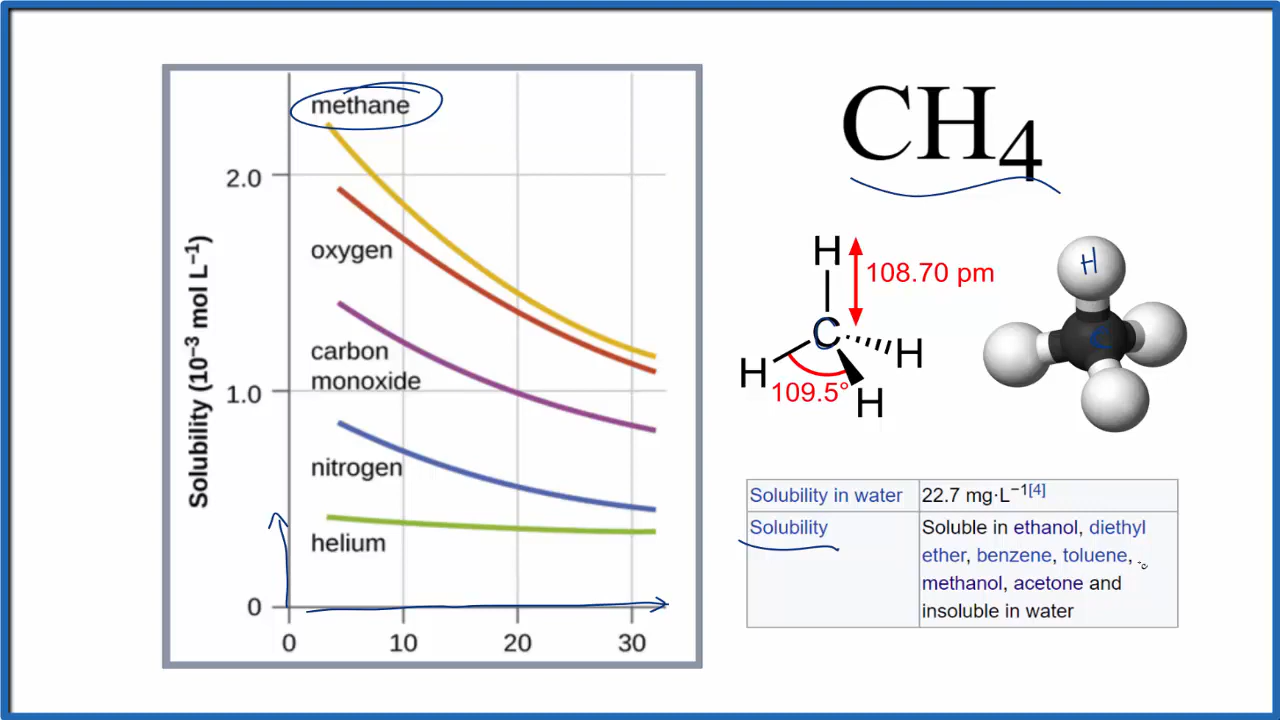 methane
oxygen
carbon
monoxide
nitrogen
helium
Solubility (10⁻³ mol L⁻¹)
2.0
1.0
0
0 10 20 30
CH₄
H
108.70 pm
C
H
H
H
109.5°
H
C
Solubility in water 22.7 mg·L⁻¹[4]
Solubility Soluble in ethanol, diethyl
ether, benzene, toluene,
methanol, acetone and
insoluble in water